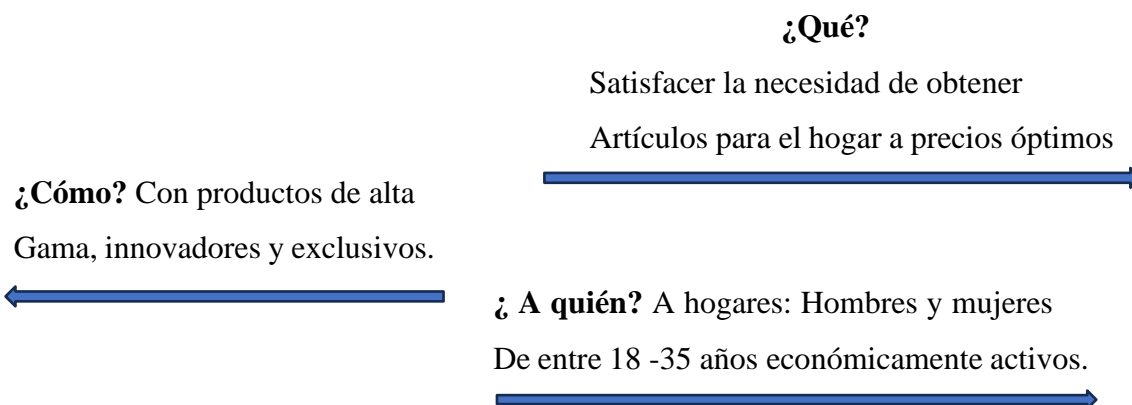 ¿Qué?
Satisfacer la necesidad de obtener
Artículos para el hogar a precios óptimos
¿Cómo? Con productos de alta
Gama, innovadores y exclusivos.
¿ A quién? A hogares: Hombres y mujeres
De entre 18 -35 años económicamente activos.